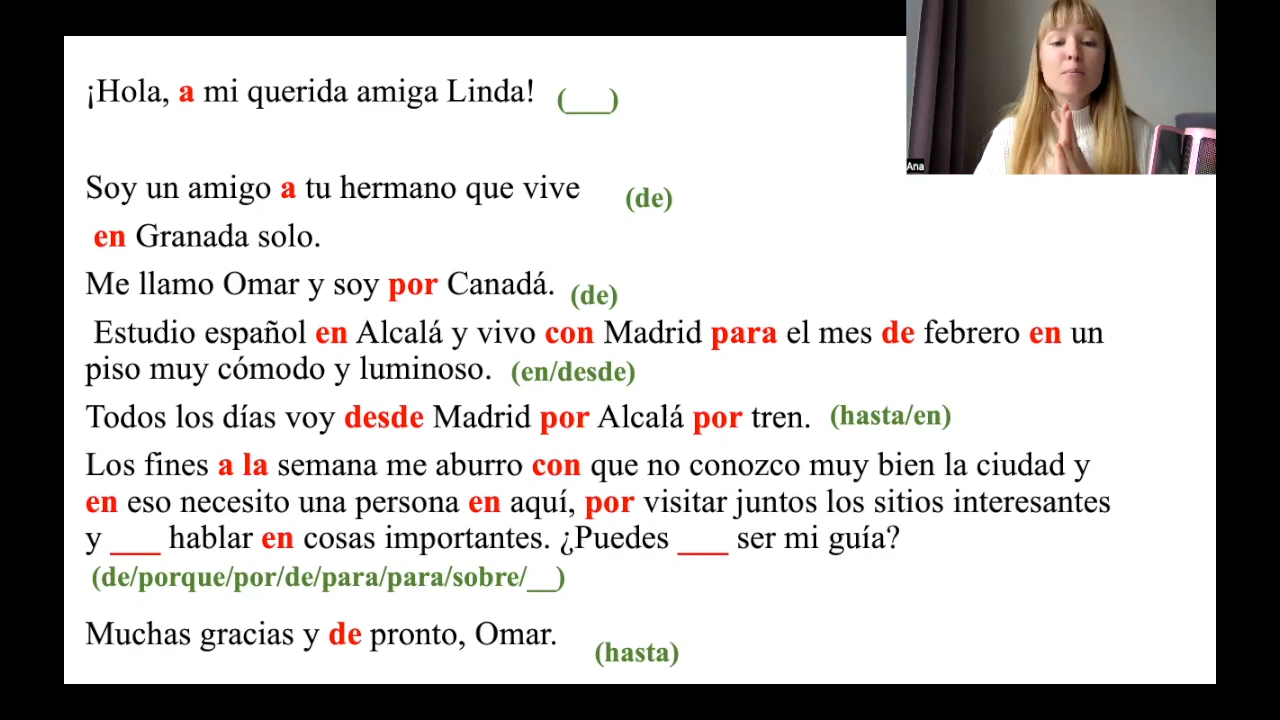 ¡Hola, a mi querida amiga Linda! (___)
Ana
Soy un amigo a tu hermano que vive (de)
en Granada solo.
Me llamo Omar y soy por Canadá. (de)
Estudio español en Alcalá y vivo con Madrid para el mes de febrero en un
piso muy cómodo y luminoso. (en/desde)
Todos los días voy desde Madrid por Alcalá por tren. (hasta/en)
Los fines a la semana me aburro con que no conozco muy bien la ciudad y
en eso necesito una persona en aquí, por visitar juntos los sitios interesantes
y ___ hablar en cosas importantes. ¿Puedes ___ ser mi guía?
(de/porque/por/de/para/para/sobre/__)
Muchas gracias y de pronto, Omar. (hasta)